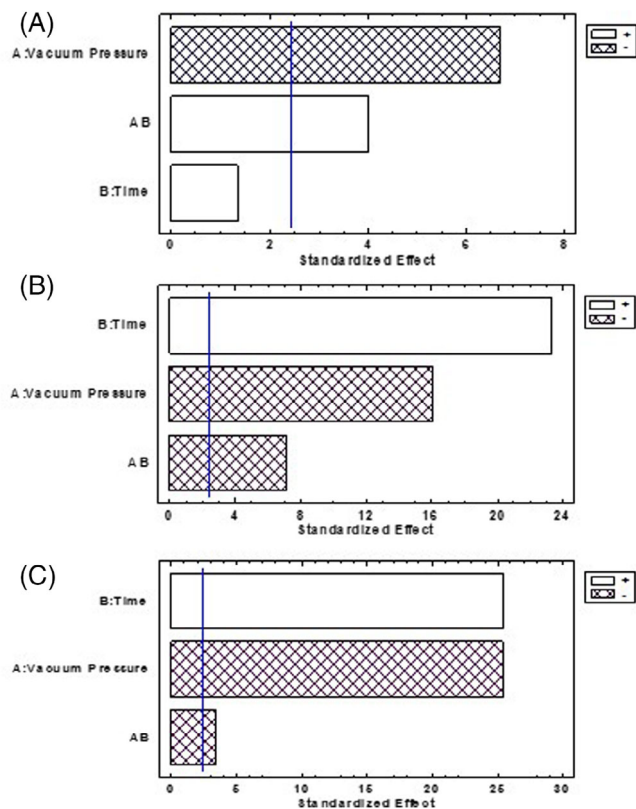 (A)
A:Vacuum Pressure
AB
B:Time
0 2 4 6 8
Standardized Effect
+
-
(B)
B:Time
A:Vacuum Pressure
AB
0 4 8 12 16 20 24
Standardized Effect
+
-
(C)
B:Time
A:Vacuum Pressure
AB
0 5 10 15 20 25 30
Standardized Effect
+
-